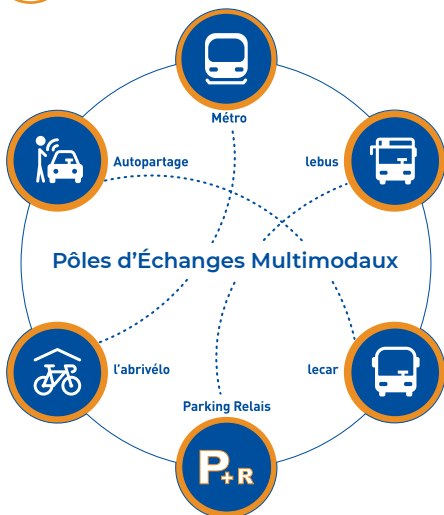 Métro
Autopartage
lebus
Pôles d’Échanges Multimodaux
l’abrivélo
lecar
Parking Relais
P+R